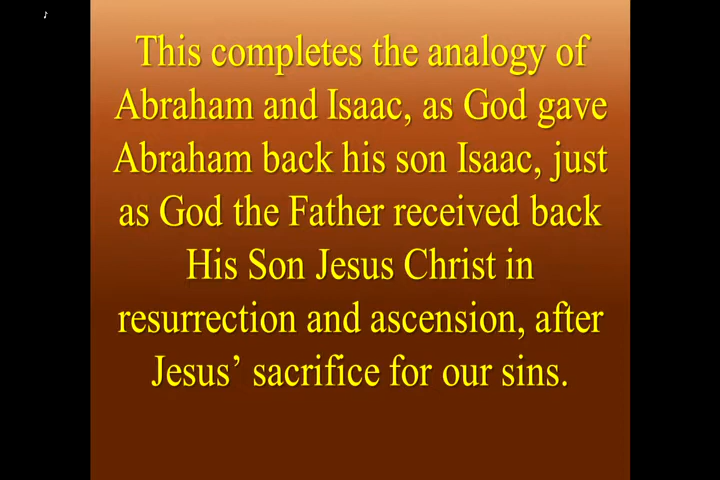 ♪
This completes the analogy of
Abraham and Isaac, as God gave
Abraham back his son Isaac, just
as God the Father received back
His Son Jesus Christ in
resurrection and ascension, after
Jesus’ sacrifice for our sins.